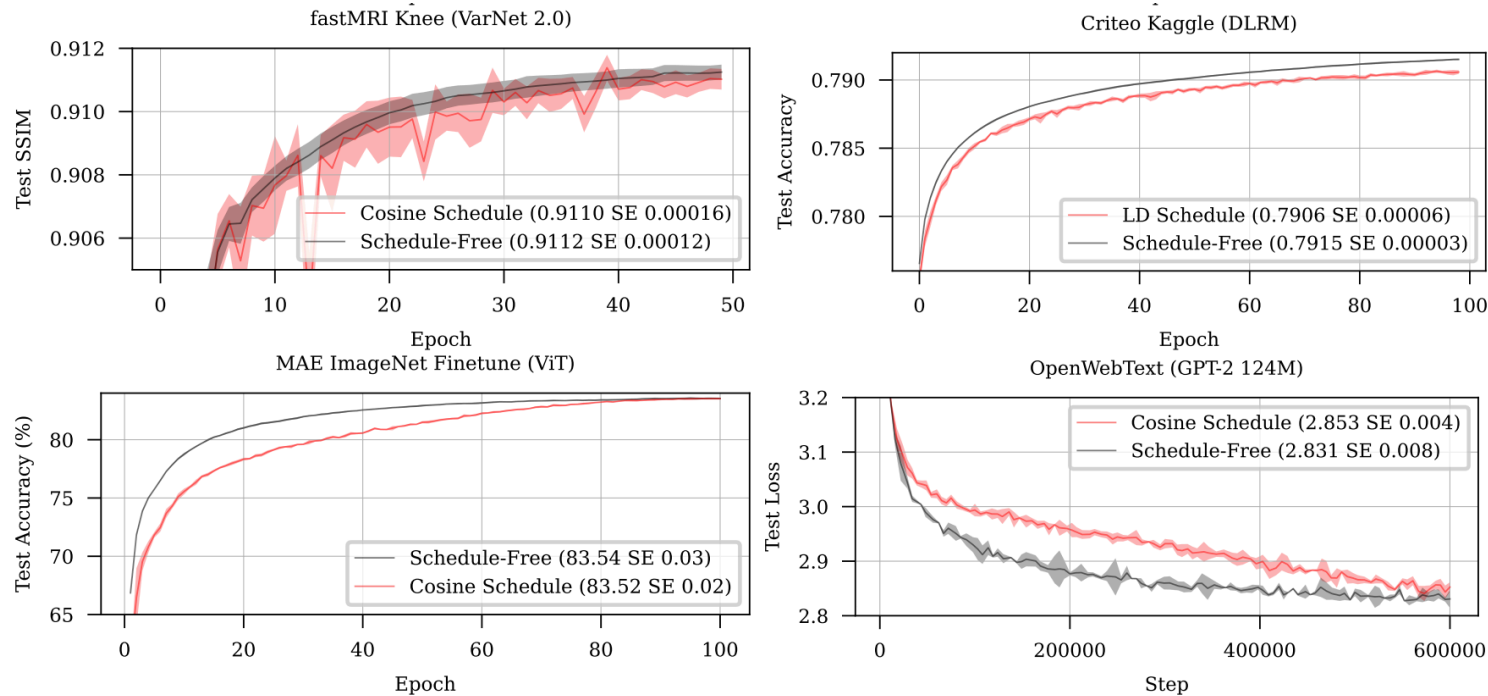 fastMRI Knee (VarNet 2.0)
0.912
0.910
0.908
0.906
Test SSIM
Cosine Schedule (0.9110 SE 0.00016)
Schedule-Free (0.9112 SE 0.00012)
0 10 20 30 40 50
Epoch
Criteo Kaggle (DLRM)
0.790
0.785
0.780
Test Accuracy
LD Schedule (0.7906 SE 0.00006)
Schedule-Free (0.7915 SE 0.00003)
0 20 40 60 80 100
Epoch
MAE ImageNet Finetune (ViT)
80
75
70
65
Test Accuracy (%)
Schedule-Free (83.54 SE 0.03)
Cosine Schedule (83.52 SE 0.02)
0 20 40 60 80 100
Epoch
OpenWebText (GPT-2 124M)
3.2
3.1
3.0
2.9
2.8
Test Loss
Cosine Schedule (2.853 SE 0.004)
Schedule-Free (2.831 SE 0.008)
0 200000 400000 600000
Step